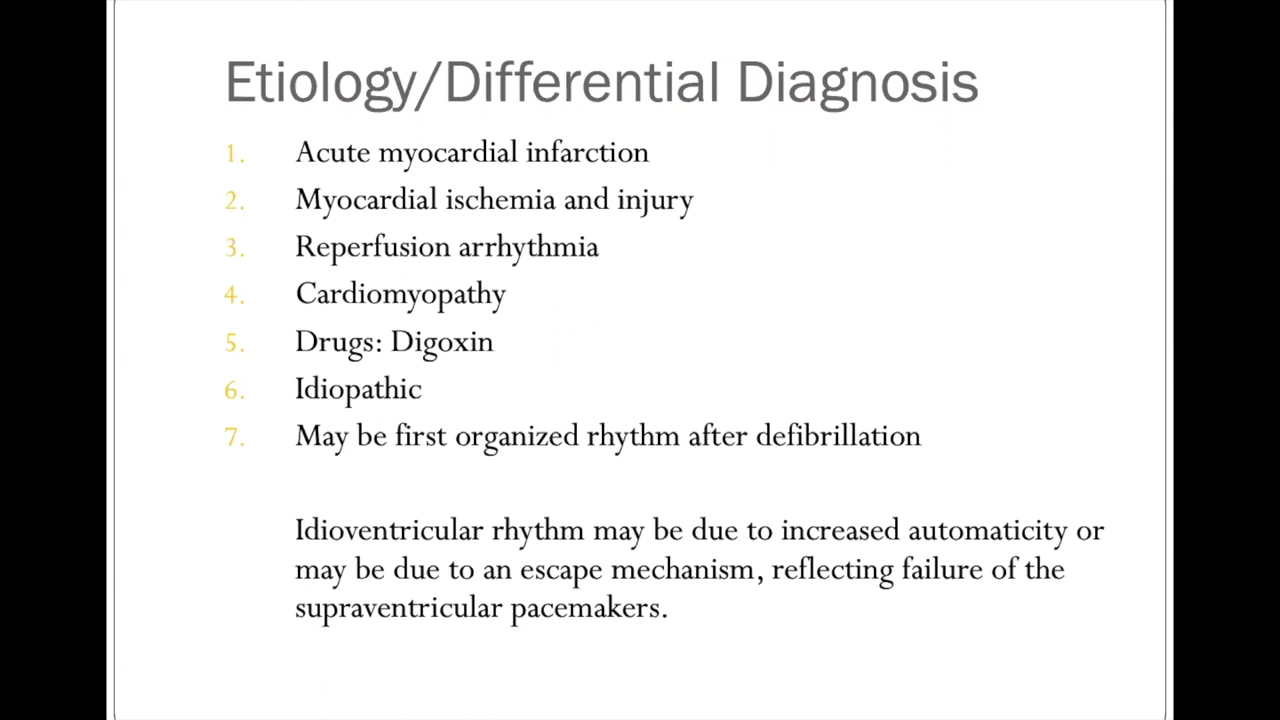 Etiology/Differential Diagnosis
1. Acute myocardial infarction
2. Myocardial ischemia and injury
3. Reperfusion arrhythmia
4. Cardiomyopathy
5. Drugs: Digoxin
6. Idiopathic
7. May be first organized rhythm after defibrillation
Idioventricular rhythm may be due to increased automaticity or
may be due to an escape mechanism, reflecting failure of the
supraventricular pacemakers.